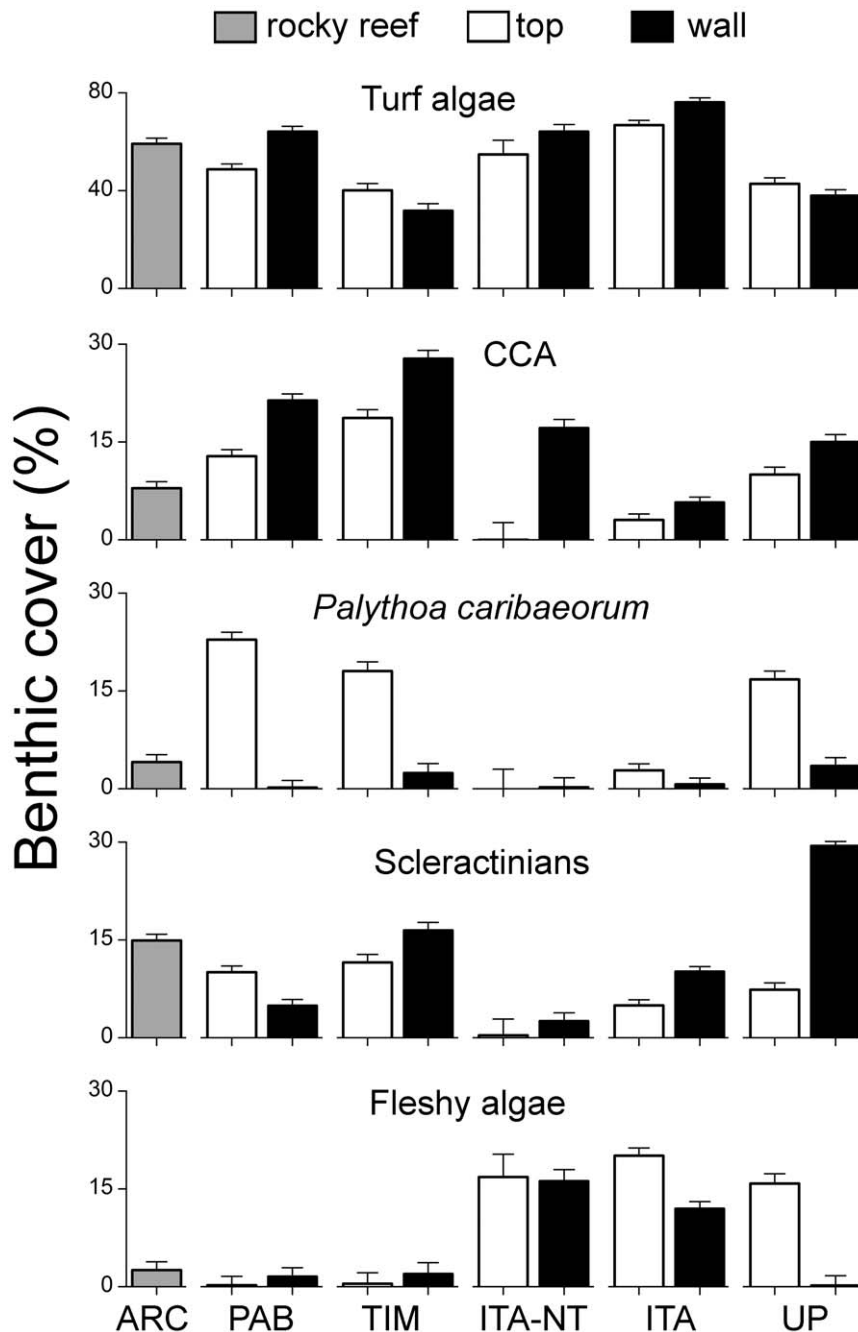 rocky reef top wall
Turf algae
80
40
0
CCA
30
15
0
Palythoa caribaeorum
30
15
0
Scleractinians
30
15
0
Fleshy algae
30
15
0
Benthic cover (%)
ARC PAB TIM ITA-NT ITA UP